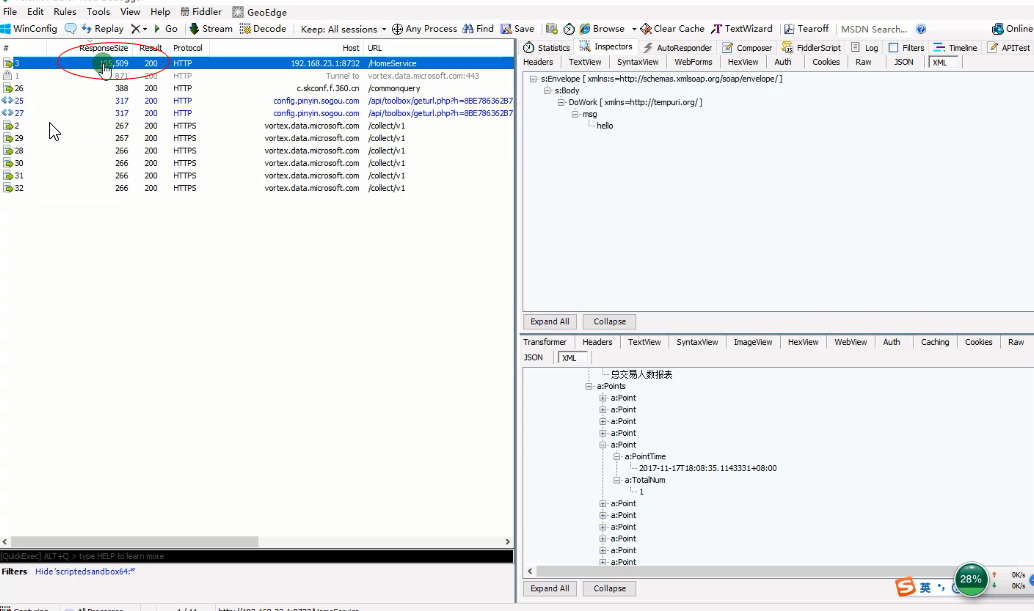 File Edit Rules Tools View Help Fiddler GeoEdge
WinConfig Replay Go Stream Decode Keep: All sessions Any Process Find Save Browse Clear Cache TextWizard Tearoff MSDN Search... Online
# ResponseSize Result Protocol Host URL
3 ,509 200 HTTP 192.168.23.1:8732 /HomeService
1 871 200 HTTP Tunnel to vortex.data.microsoft.com:443
26 388 200 HTTP c.skconf.f.360.cn /commonquery
25 317 200 HTTP config.pinyin.sogou.com /api/toolbox/geturl.php?h=8BE786362B7
27 317 200 HTTP config.pinyin.sogou.com /api/toolbox/geturl.php?h=8BE786362B7
2 267 200 HTTPS vortex.data.microsoft.com /collect/v1
29 267 200 HTTPS vortex.data.microsoft.com /collect/v1
28 266 200 HTTPS vortex.data.microsoft.com /collect/v1
30 266 200 HTTPS vortex.data.microsoft.com /collect/v1
31 266 200 HTTPS vortex.data.microsoft.com /collect/v1
32 266 200 HTTPS vortex.data.microsoft.com /collect/v1
[QuickExec] ALT+Q > type HELP to learn more
Filters Hide 'scriptedsandbox64:*'
Statistics Inspectors AutoResponder Composer FiddlerScript Log Filters Timeline APITest
Headers TextView SyntaxView WebForms HexView Auth Cookies Raw JSON XML
s:Envelope [ xmlns:s=http://schemas.xmlsoap.org/soap/envelope/ ]
s:Body
DoWork [ xmlns=http://tempuri.org/ ]
msg
hello
Expand All Collapse
Transformer Headers TextView SyntaxView ImageView HexView WebView Auth Caching Cookies Raw
JSON XML
总交易人数报表
a:Points
a:Point
a:Point
a:Point
a:Point
a:Point
a:PointTime
2017-11-17T18:08:35.1143331+08:00
a:TotalNum
1
a:Point
a:Point
a:Point
a:Point
a:Point
a:Point
Expand All Collapse
英
28%
0K/s
0K/s